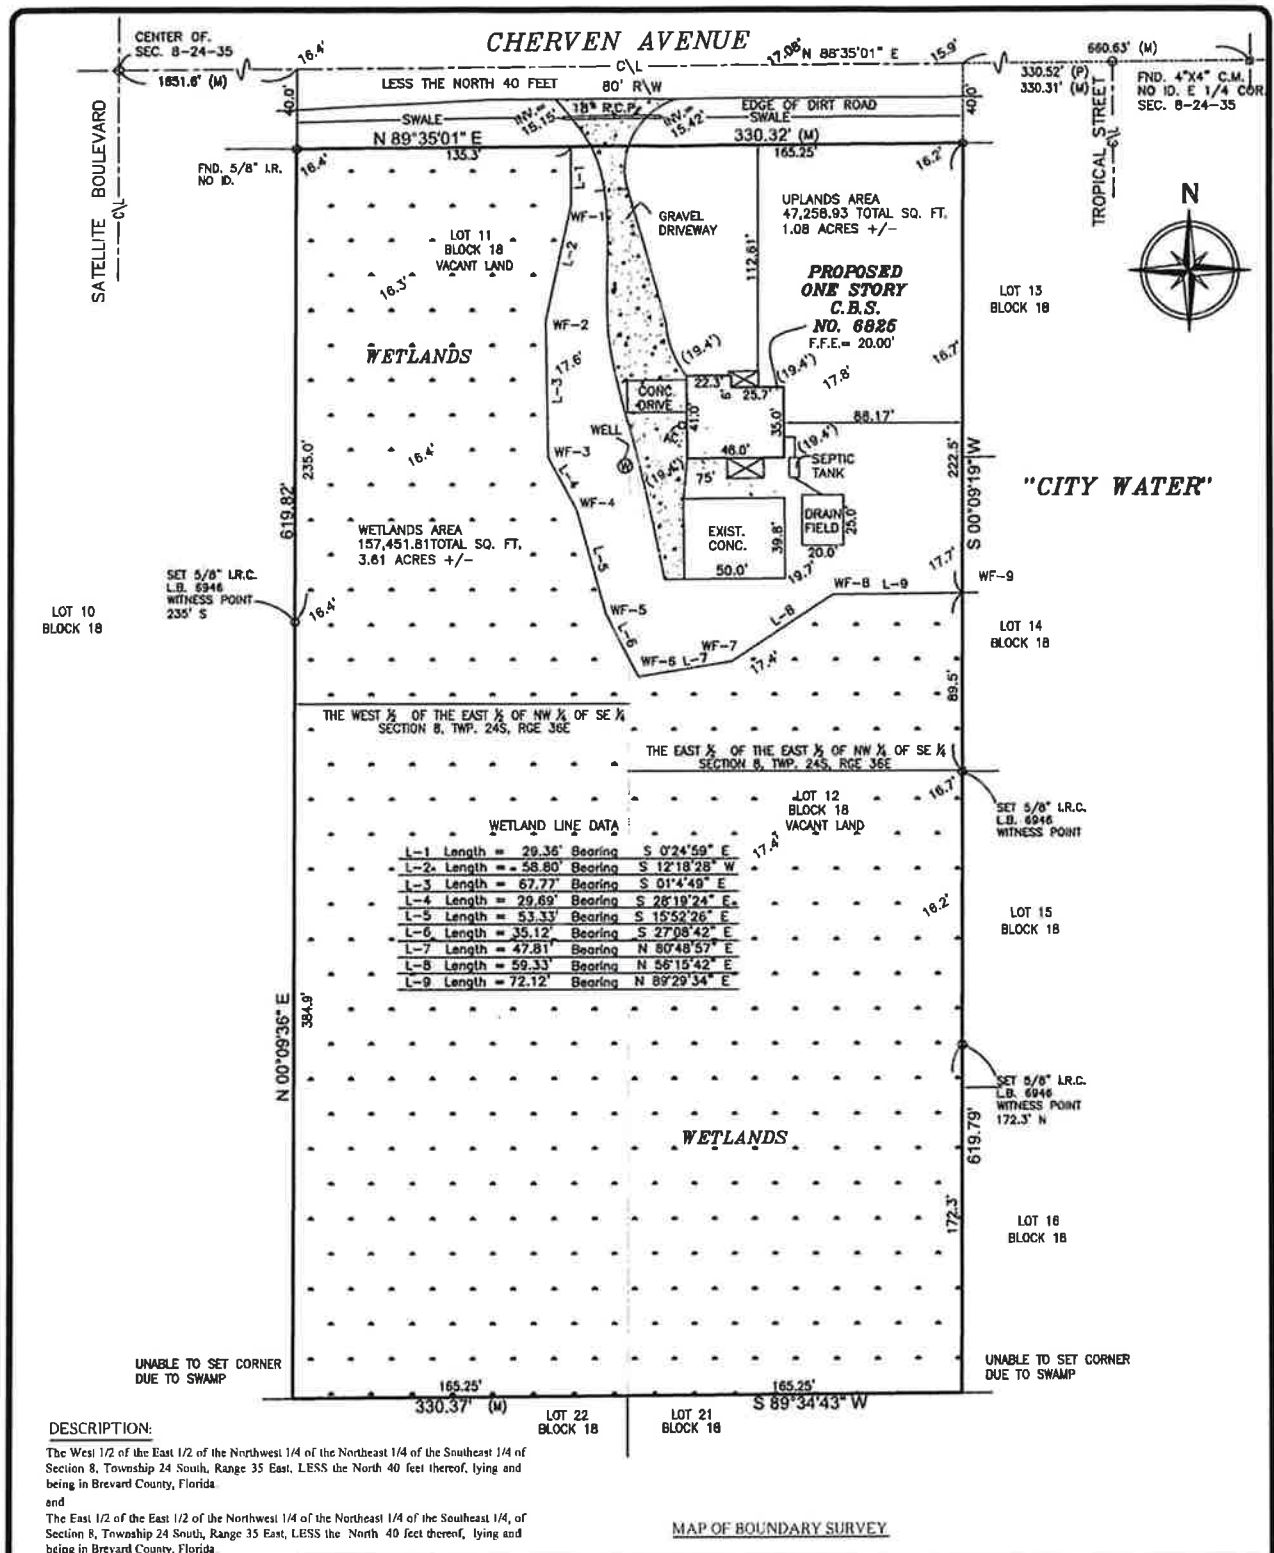 CENTER OF.
SEC. 8-24-35
16.4'
CHERVEN AVENUE
17.08'
N 88°35'01" E
15.9'
660.63' (M)
1651.6' (M)
C\L
330.52' (P)
330.31' (M)
FND. 4"X4" C.M.
NO ID. E 1/4 COR.
SEC. 8-24-35
LESS THE NORTH 40 FEET
80' R\W
40.0'
40.0'
18" R.C.P.
EDGE OF DIRT ROAD
SWALE
INV.=
15.15'
INV.=
15.42'
SWALE
N 89°35'01" E
330.32' (M)
135.3'
165.25'
SATELLITE BOULEVARD
C\L
TROPICAL STREET
C\L
FND. 5/8" I.R.
NO ID.
16.4'
16.2'
L-1
WF-1
GRAVEL
DRIVEWAY
UPLANDS AREA
47,258.93 TOTAL SQ. FT.
1.08 ACRES +/-
N
LOT 11
BLOCK 18
VACANT LAND
L-2
112.61'
16.3'
PROPOSED
ONE STORY
C.B.S.
NO. 6825
F.F.E.= 20.00'
LOT 13
BLOCK 18
WF-2
WETLANDS
17.6'
L-3
(19.4')
(19.4')
17.8'
16.7'
CONC.
DRIVE
22.3'
6'
25.7'
41.0'
35.0'
88.17'
WELL
W
A/C
WF-3
16.4'
48.0'
(19.4')
SEPTIC
TANK
(19.4')
75'
235.0'
222.5'
S 00°09'19" W
"CITY WATER"
L-4
WF-4
619.82'
WETLANDS AREA
157,451.81TOTAL SQ. FT.
3.61 ACRES +/-
EXIST.
CONC.
39.8'
50.0'
DRAIN
FIELD
25.0'
20.0'
19.7'
17.7'
L-5
WF-8 L-9
WF-9
SET 5/8" I.R.C.
L.B. 6946
WITNESS POINT
235' S
16.4'
LOT 10
BLOCK 18
WF-5
L-8
L-6
WF-7
WF-6 L-7
17.4'
LOT 14
BLOCK 18
89.5'
THE WEST ½ OF THE EAST ½ OF NW ¼ OF SE ¼
SECTION 8, TWP. 24S, RGE 36E
THE EAST ½ OF THE EAST ½ OF NW ¼ OF SE ¼
SECTION 8, TWP. 24S, RGE 36E
16.7'
LOT 12
BLOCK 18
VACANT LAND
SET 5/8" I.R.C.
L.B. 6946
WITNESS POINT
WETLAND LINE DATA
17.4'
L-1 Length = 29.36' Bearing S 0°24'59" E
L-2 Length = 58.80' Bearing S 12°18'28" W
L-3 Length = 67.77' Bearing S 01°4'49" E
L-4 Length = 29.69' Bearing S 28°19'24" E
L-5 Length = 53.33' Bearing S 15°52'26" E
L-6 Length = 35.12' Bearing S 27°08'42" E
L-7 Length = 47.81' Bearing N 80°48'57" E
L-8 Length = 59.33' Bearing N 56°15'42" E
L-9 Length = 72.12' Bearing N 89°29'34" E
16.2'
LOT 15
BLOCK 18
N 00°09'36" E
384.9'
SET 5/8" I.R.C.
L.B. 6946
WITNESS POINT
172.3' N
WETLANDS
619.79'
172.3'
LOT 16
BLOCK 18
UNABLE TO SET CORNER
DUE TO SWAMP
UNABLE TO SET CORNER
DUE TO SWAMP
165.25'
165.25'
330.37' (M)
S 89°34'43" W
LOT 22
BLOCK 18
LOT 21
BLOCK 18
DESCRIPTION:
The West 1/2 of the East 1/2 of the Northwest 1/4 of the Northeast 1/4 of the Southeast 1/4 of
Section 8, Township 24 South, Range 35 East, LESS the North 40 feet thereof, lying and
being in Brevard County, Florida.
and
The East 1/2 of the East 1/2 of the Northwest 1/4 of the Northeast 1/4 of the Southeast 1/4, of
Section 8, Township 24 South, Range 35 East, LESS the North 40 feet thereof, lying and
being in Brevard County, Florida.
MAP OF BOUNDARY SURVEY